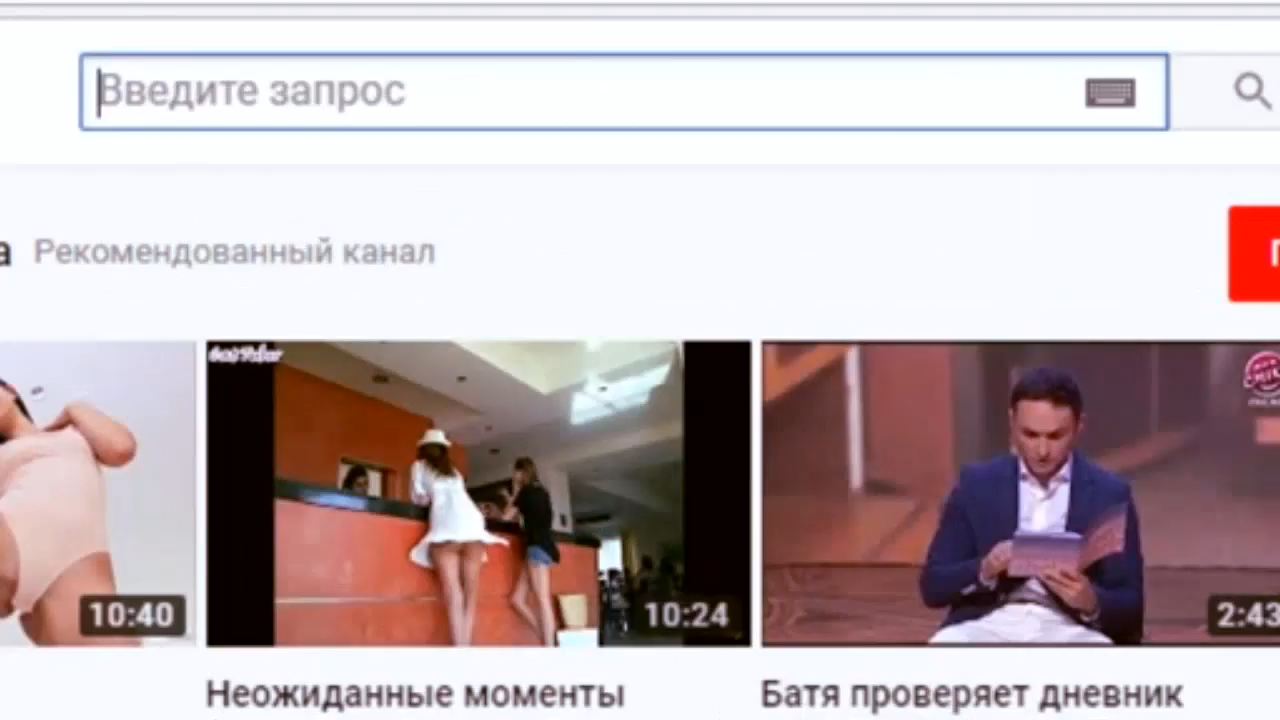 Введите запрос
а Рекомендованный канал
10:40
10:24
2:43
Неожиданные моменты
Батя проверяет дневник